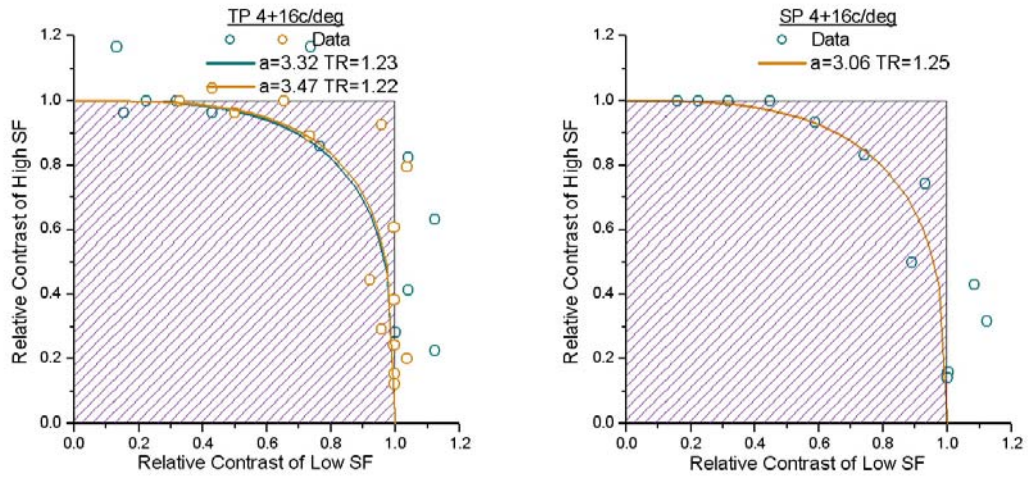 TP 4+16c/deg
Data
a=3.32 TR=1.23
a=3.47 TR=1.22
1.2
1.0
0.8
0.6
0.4
0.2
0.0
Relative Contrast of High SF
0.0 0.2 0.4 0.6 0.8 1.0 1.2
Relative Contrast of Low SF
SP 4+16c/deg
Data
a=3.06 TR=1.25
1.2
1.0
0.8
0.6
0.4
0.2
0.0
Relative Contrast of High SF
0.0 0.2 0.4 0.6 0.8 1.0 1.2
Relative Contrast of Low SF